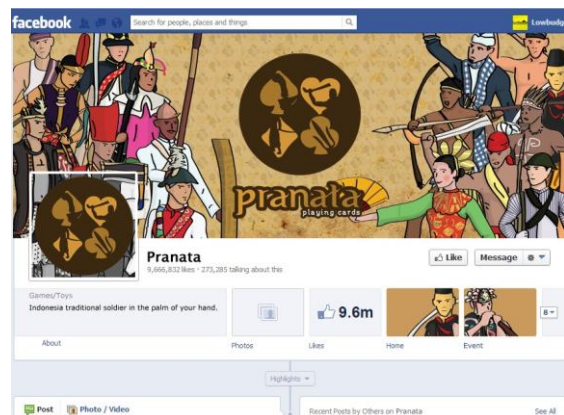 facebook
Search for people, places and things
Lowbudg
pranata
playing cards
Pranata
9,666,832 likes · 273,285 talking about this
Like
Message
Games/Toys
Indonesia traditional soldier in the palm of your hand.
9.6m
8
About
Photos
Likes
Home
Event
Highlights
Post
Photo / Video
Recent Posts by Others on Pranata
See All